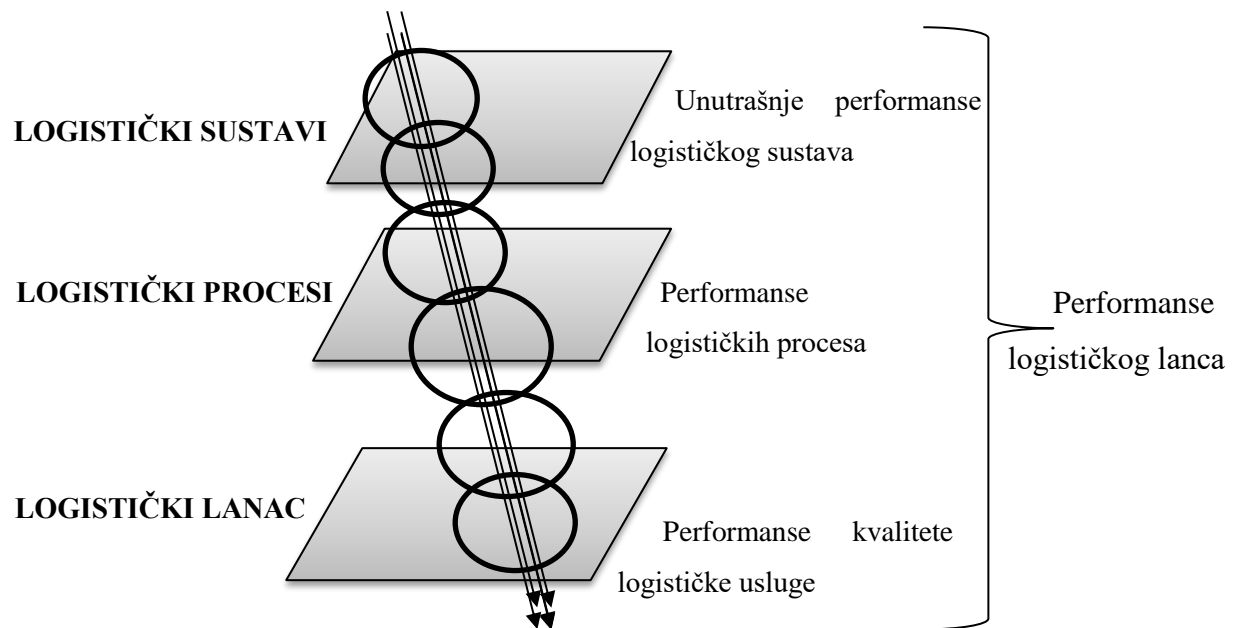 LOGISTIČKI SUSTAVI
Unutrašnje performanse
logističkog sustava
LOGISTIČKI PROCESI
Performanse
logističkih procesa
Performanse
logističkog lanca
LOGISTIČKI LANAC
Performanse kvalitete
logističke usluge